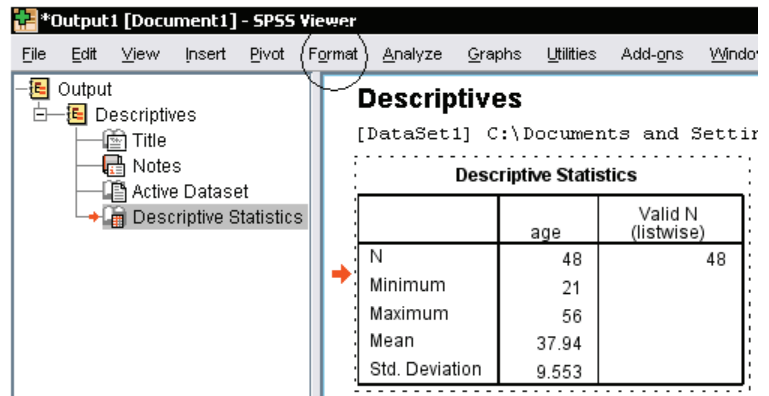 *Output1 [Document1] - SPSS Viewer
File Edit View Insert Pivot Format Analyze Graphs Utilities Add-ons Windo
Output
Descriptives
Title
Notes
Active Dataset
Descriptive Statistics
Descriptives
[DataSet1] C:\Documents and Settin
Descriptive Statistics
age Valid N
(listwise)
N 48 48
Minimum 21
Maximum 56
Mean 37.94
Std. Deviation 9.553